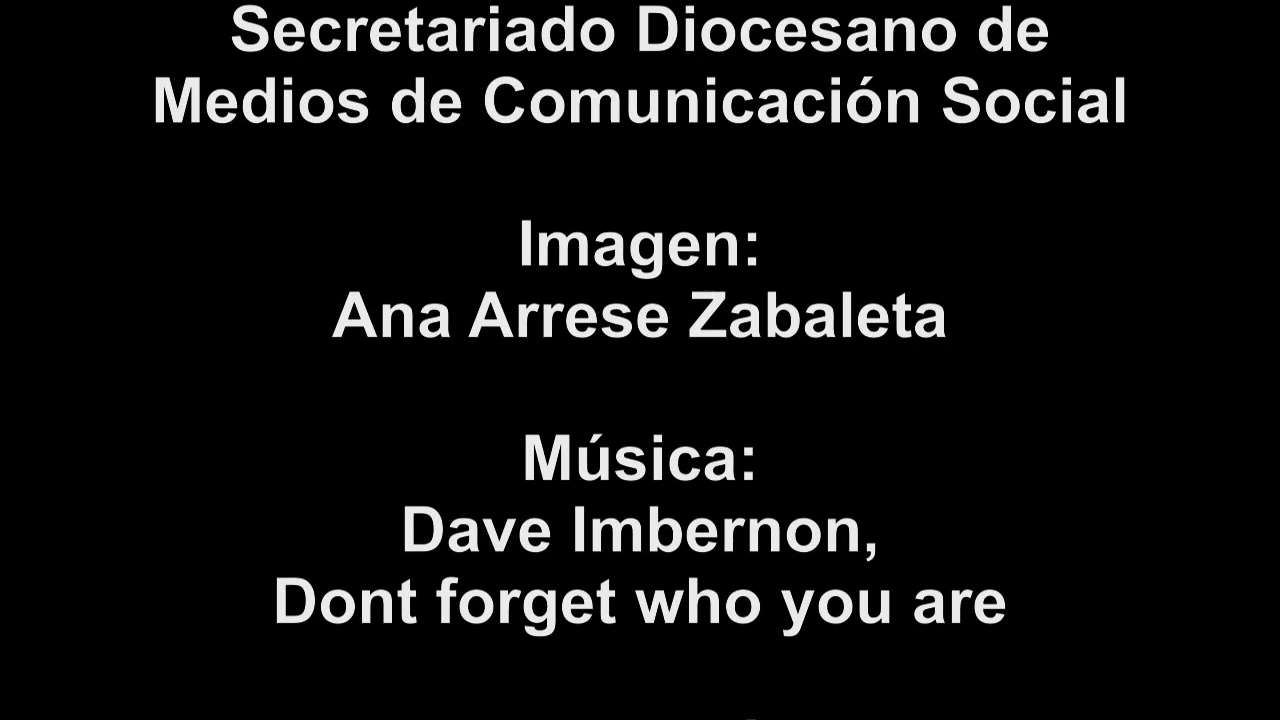 Secretariado Diocesano de
Medios de Comunicación Social
Imagen:
Ana Arrese Zabaleta
Música:
Dave Imbernon,
Dont forget who you are